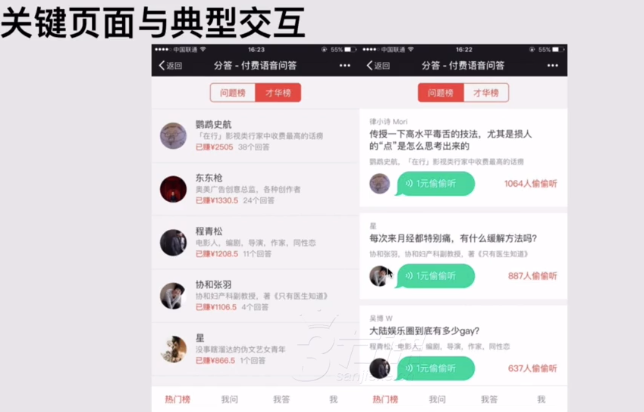 关键页面与典型交互
中国联通
16:23
55%
返回
分答 - 付费语音问答
问题榜
才华榜
鹦鹉史航
「在行」影视类行家中收费最高的话痨
已赚¥2505 38个回答
东东枪
奥美广告创意总监，各种创作者
已赚¥1330.5 24个回答
程青松
电影人，编剧，导演，作家，同性恋
已赚¥1208.5 11个回答
协和张羽
协和妇产科副教授，著《只有医生知道》
已赚¥1106.5 4个回答
星
没事瞎溜达的伪文艺女青年
已赚¥866.5 1个回答
热门榜
我问
我答
我
中国联通
16:22
55%
返回
分答 - 付费语音问答
问题榜
才华榜
谭小诗 Mori
传授一下高水平毒舌的技法，尤其是损人
的“点”是怎么思考出来的
鹦鹉史航，「在行」影视类行家中收费最高的话痨
1元偷偷听
1064人偷偷听
星
每次来月经都特别痛，有什么缓解方法吗?
协和张羽，协和妇产科副教授，著《只有医生知道》
1元偷偷听
887人偷偷听
吴博 W
大陆娱乐圈到底有多少gay?
程青松，电影人，编剧，导演，作家，同性恋
1元偷偷听
637人偷偷听
热门榜
我问
我答
我